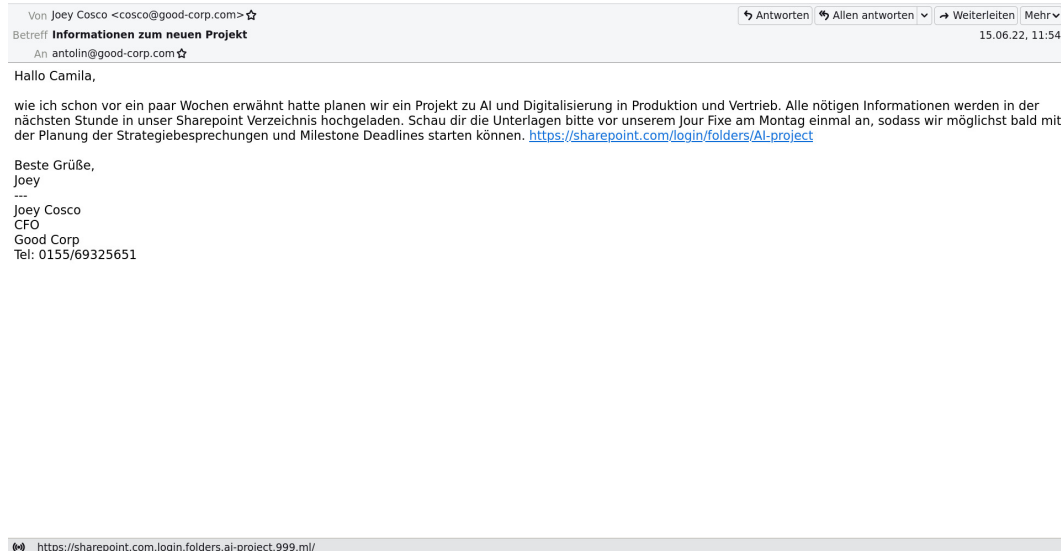 Von Joey Cosco <cosco@good-corp.com>
Antworten Allen antworten Weiterleiten Mehr
Betreff Informationen zum neuen Projekt
15.06.22, 11:54
An antolin@good-corp.com
Hallo Camila,
wie ich schon vor ein paar Wochen erwähnt hatte planen wir ein Projekt zu AI und Digitalisierung in Produktion und Vertrieb. Alle nötigen Informationen werden in der
nächsten Stunde in unser Sharepoint Verzeichnis hochgeladen. Schau dir die Unterlagen bitte vor unserem Jour Fixe am Montag einmal an, sodass wir möglichst bald mit
der Planung der Strategiebesprechungen und Milestone Deadlines starten können. https://sharepoint.com/login/folders/AI-project
Beste Grüße,
Joey
---
Joey Cosco
CFO
Good Corp
Tel: 0155/69325651
https://sharepoint.com.login.folders.ai-project.999.ml/